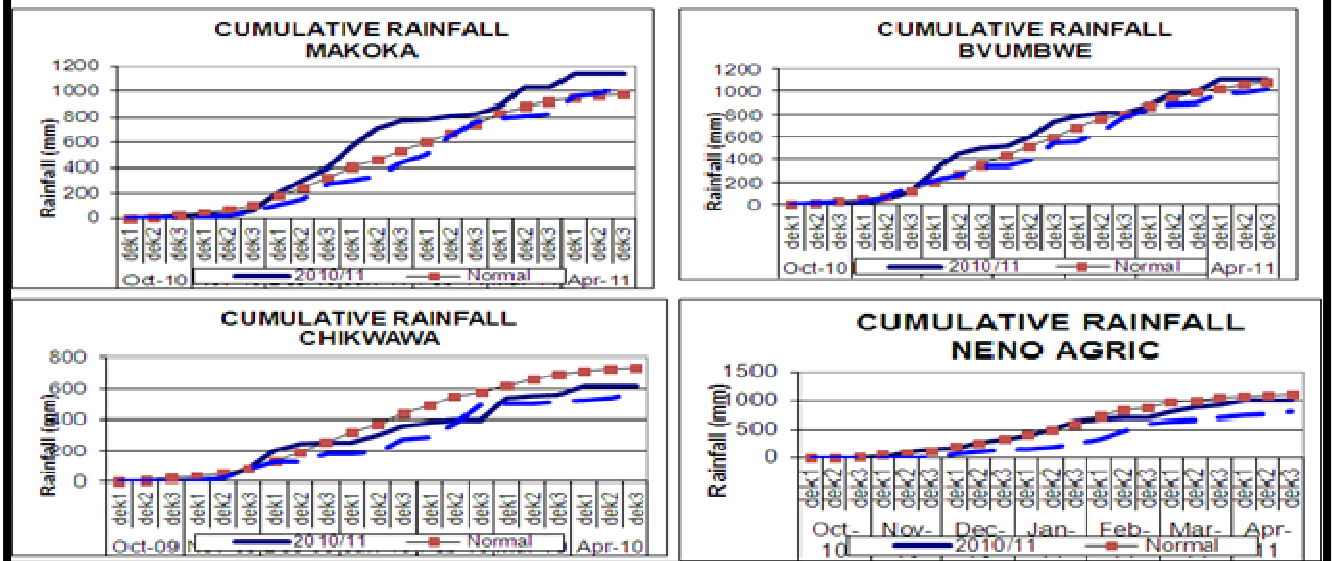 CUMULATIVE RAINFALL
MAKOKA
Rainfall (mm)
1200
1000
800
600
400
200
0
dek1 dek2 dek3 dek1 dek2 dek3 dek1 dek2 dek3 dek1 dek2 dek3 dek1 dek2 dek3 dek1 dek2 dek3 dek1 dek2 dek3
Oct-10 Apr-11
2010/11 Normal
CUMULATIVE RAINFALL
BVUMBWE
Rainfall (mm)
1200
1000
800
600
400
200
0
dek1 dek2 dek3 dek1 dek2 dek3 dek1 dek2 dek3 dek1 dek2 dek3 dek1 dek2 dek3 dek1 dek2 dek3 dek1 dek2 dek3
Oct-10 Apr-11
2010/11 Normal
CUMULATIVE RAINFALL
CHIKWAWA
Rainfall (mm)
800
600
400
200
0
dek1 dek2 dek3 dek1 dek2 dek3 dek1 dek2 dek3 dek1 dek2 dek3 dek1 dek2 dek3 dek1 dek2 dek3 dek1 dek2 dek3
Oct-09 Apr-10
2010/11 Normal
CUMULATIVE RAINFALL
NENO AGRIC
Rainfall (mm)
1500
1000
500
0
dek1 dek2 dek3 dek1 dek2 dek3 dek1 dek2 dek3 dek1 dek2 dek3 dek1 dek2 dek3 dek1 dek2 dek3 dek1 dek2 dek3
Oct- Nov- Dec- Jan- Feb- Mar- Apr-
10 11
2010/11 Normal